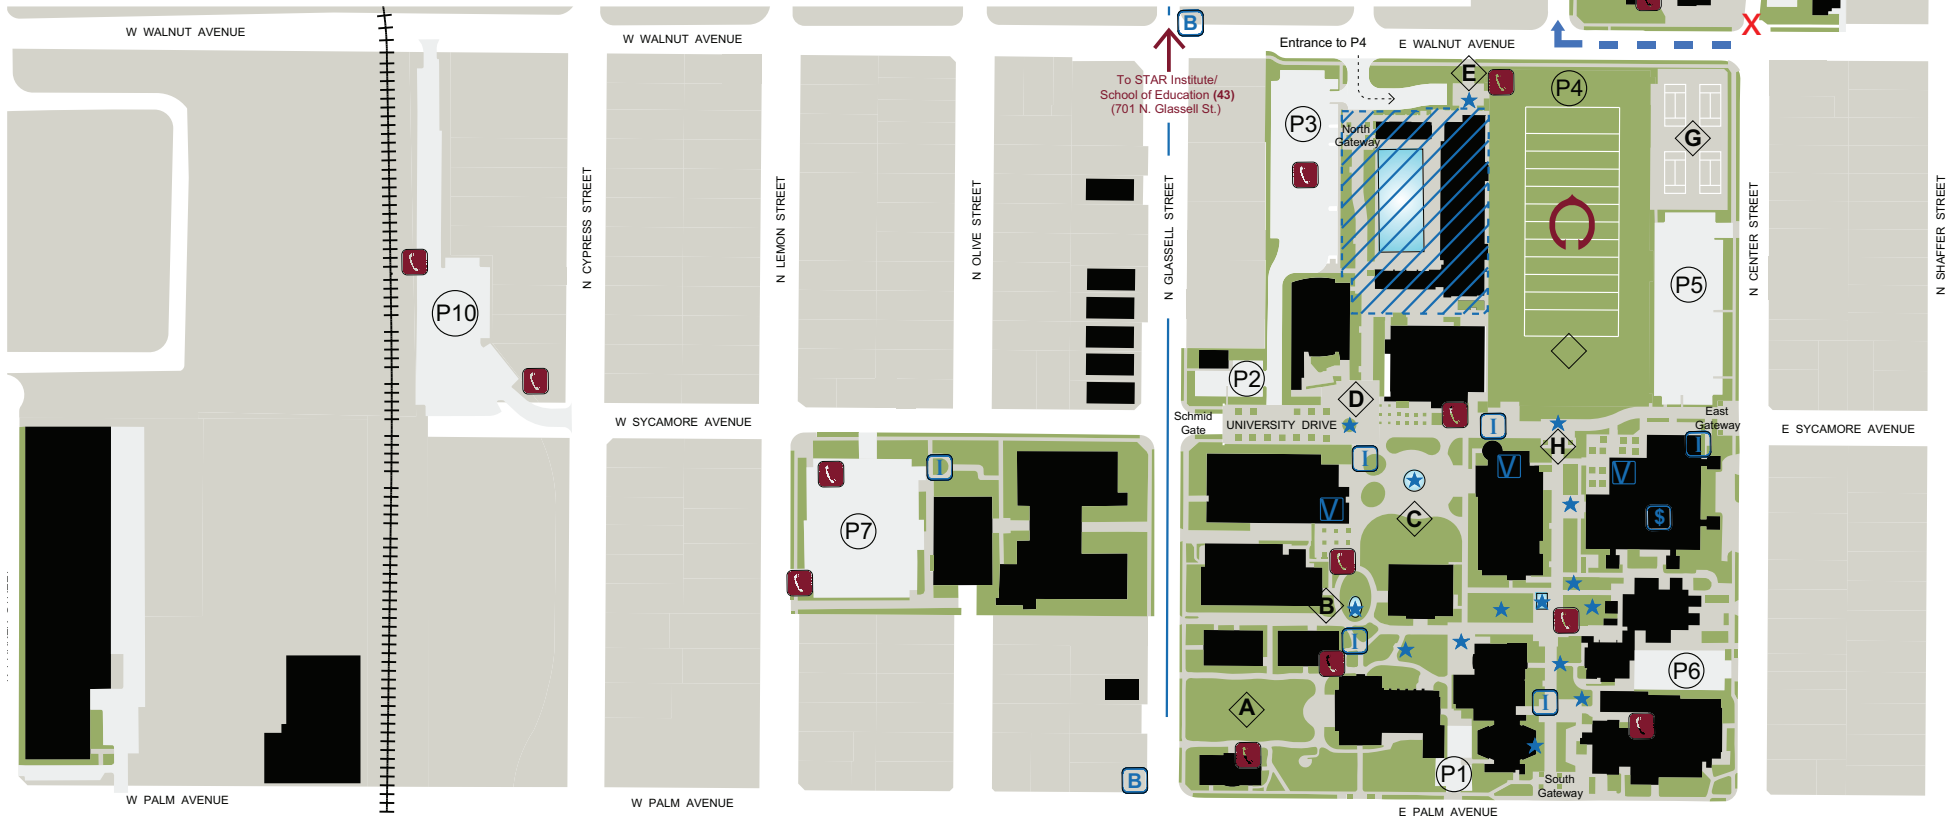 W WALNUT AVENUE
W WALNUT AVENUE
B
Entrance to P4
E WALNUT AVENUE
X
To STAR Institute/
School of Education (43)
(701 N. Glassell St.)
E
P4
P3
North
Gateway
G
N CYPRESS STREET
N LEMON STREET
N OLIVE STREET
N GLASSELL STREET
N CENTER STREET
N SHAFFER STREET
P10
P5
P2
D
Schmid
Gate
UNIVERSITY DRIVE
East
Gateway
W SYCAMORE AVENUE
E SYCAMORE AVENUE
I
I
I
I
H
V
V
V
$
C
P7
B
I
P6
I
A
P1
South
Gateway
B
W PALM AVENUE
W PALM AVENUE
E PALM AVENUE